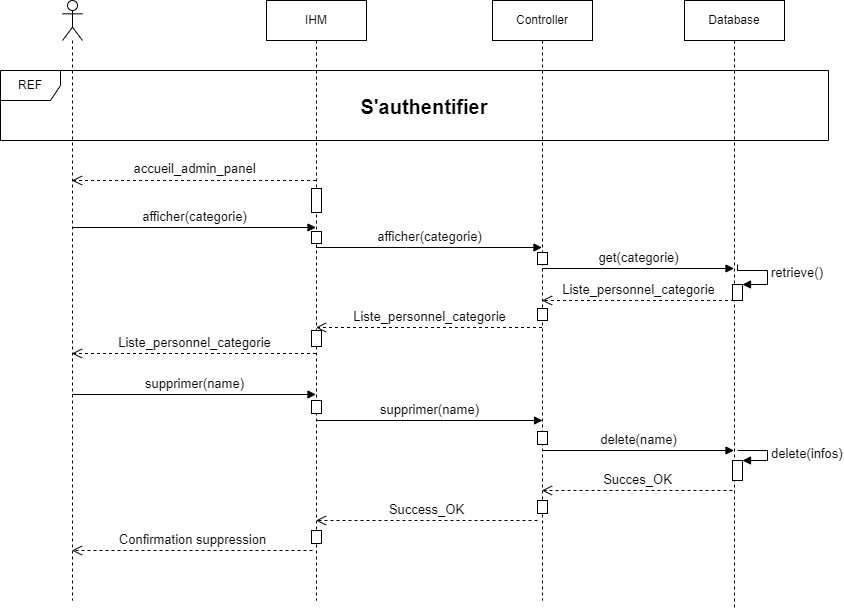 IHM
Controller
Database
REF
S'authentifier
accueil_admin_panel
afficher(categorie)
afficher(categorie)
get(categorie)
retrieve()
Liste_personnel_categorie
Liste_personnel_categorie
Liste_personnel_categorie
supprimer(name)
supprimer(name)
delete(name)
delete(infos)
Succes_OK
Success_OK
Confirmation suppression